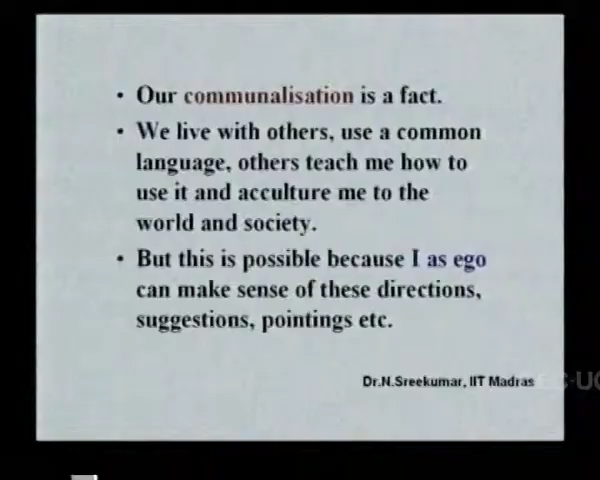 • Our communalisation is a fact.
• We live with others, use a common
language, others teach me how to
use it and acculture me to the
world and society.
• But this is possible because I as ego
can make sense of these directions,
suggestions, pointings etc.
Dr.N.Sreekumar, IIT Madras